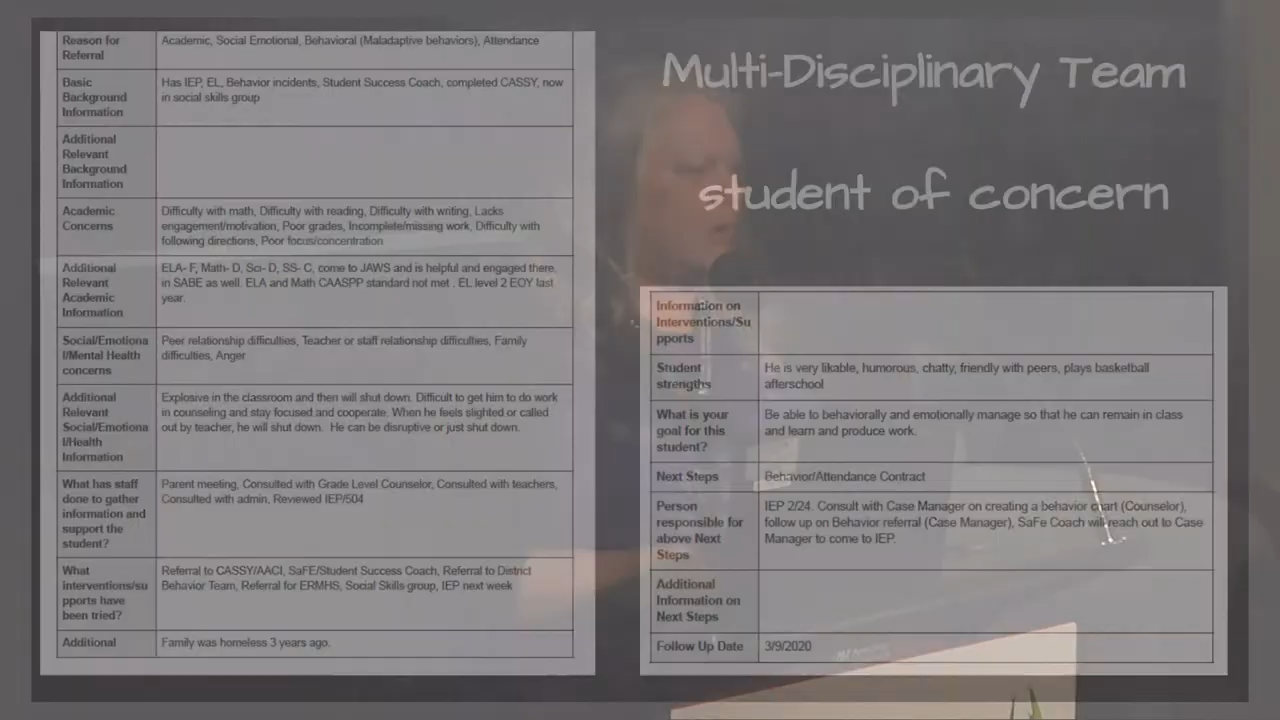 Multi-Disciplinary Team
student of concern
Reason for
Referral
Academic, Social Emotional, Behavioral (Maladaptive behaviors), Attendance
Basic
Background
Information
Has IEP, EL, Behavior incidents, Student Success Coach, completed CASSY, now
in social skills group
Additional
Relevant
Background
Information
Academic
Concerns
Difficulty with math, Difficulty with reading, Difficulty with writing, Lacks
engagement/motivation, Poor grades, Incomplete/missing work, Difficulty with
following directions, Poor focus/concentration
Additional
Relevant
Academic
Information
ELA- F, Math- D, Sci- D, SS- C, come to JAWS and is helpful and engaged there.
in SABE as well. ELA and Math CAASPP standard not met . EL level 2 EOY last
year.
Social/Emotiona
l/Mental Health
concerns
Peer relationship difficulties, Teacher or staff relationship difficulties, Family
difficulties, Anger
Additional
Relevant
Social/Emotiona
l/Health
Information
Explosive in the classroom and then will shut down. Difficult to get him to do work
in counseling and stay focused and cooperate. When he feels slighted or called
out by teacher, he will shut down. He can be disruptive or just shut down.
What has staff
done to gather
information and
support the
student?
Parent meeting, Consulted with Grade Level Counselor, Consulted with teachers,
Consulted with admin, Reviewed IEP/504
What
interventions/su
pports have
been tried?
Referral to CASSY/AACI, SaFE/Student Success Coach, Referral to District
Behavior Team, Referral for ERMHS, Social Skills group, IEP next week
Additional
Family was homeless 3 years ago.
Information on
Interventions/Su
pports
Student
strengths
He is very likable, humorous, chatty, friendly with peers, plays basketball
afterschool
What is your
goal for this
student?
Be able to behaviorally and emotionally manage so that he can remain in class
and learn and produce work.
Next Steps
Behavior/Attendance Contract
Person
responsible for
above Next
Steps
IEP 2/24. Consult with Case Manager on creating a behavior chart (Counselor),
follow up on Behavior referral (Case Manager), SaFe Coach will reach out to Case
Manager to come to IEP.
Additional
Information on
Next Steps
Follow Up Date
3/9/2020